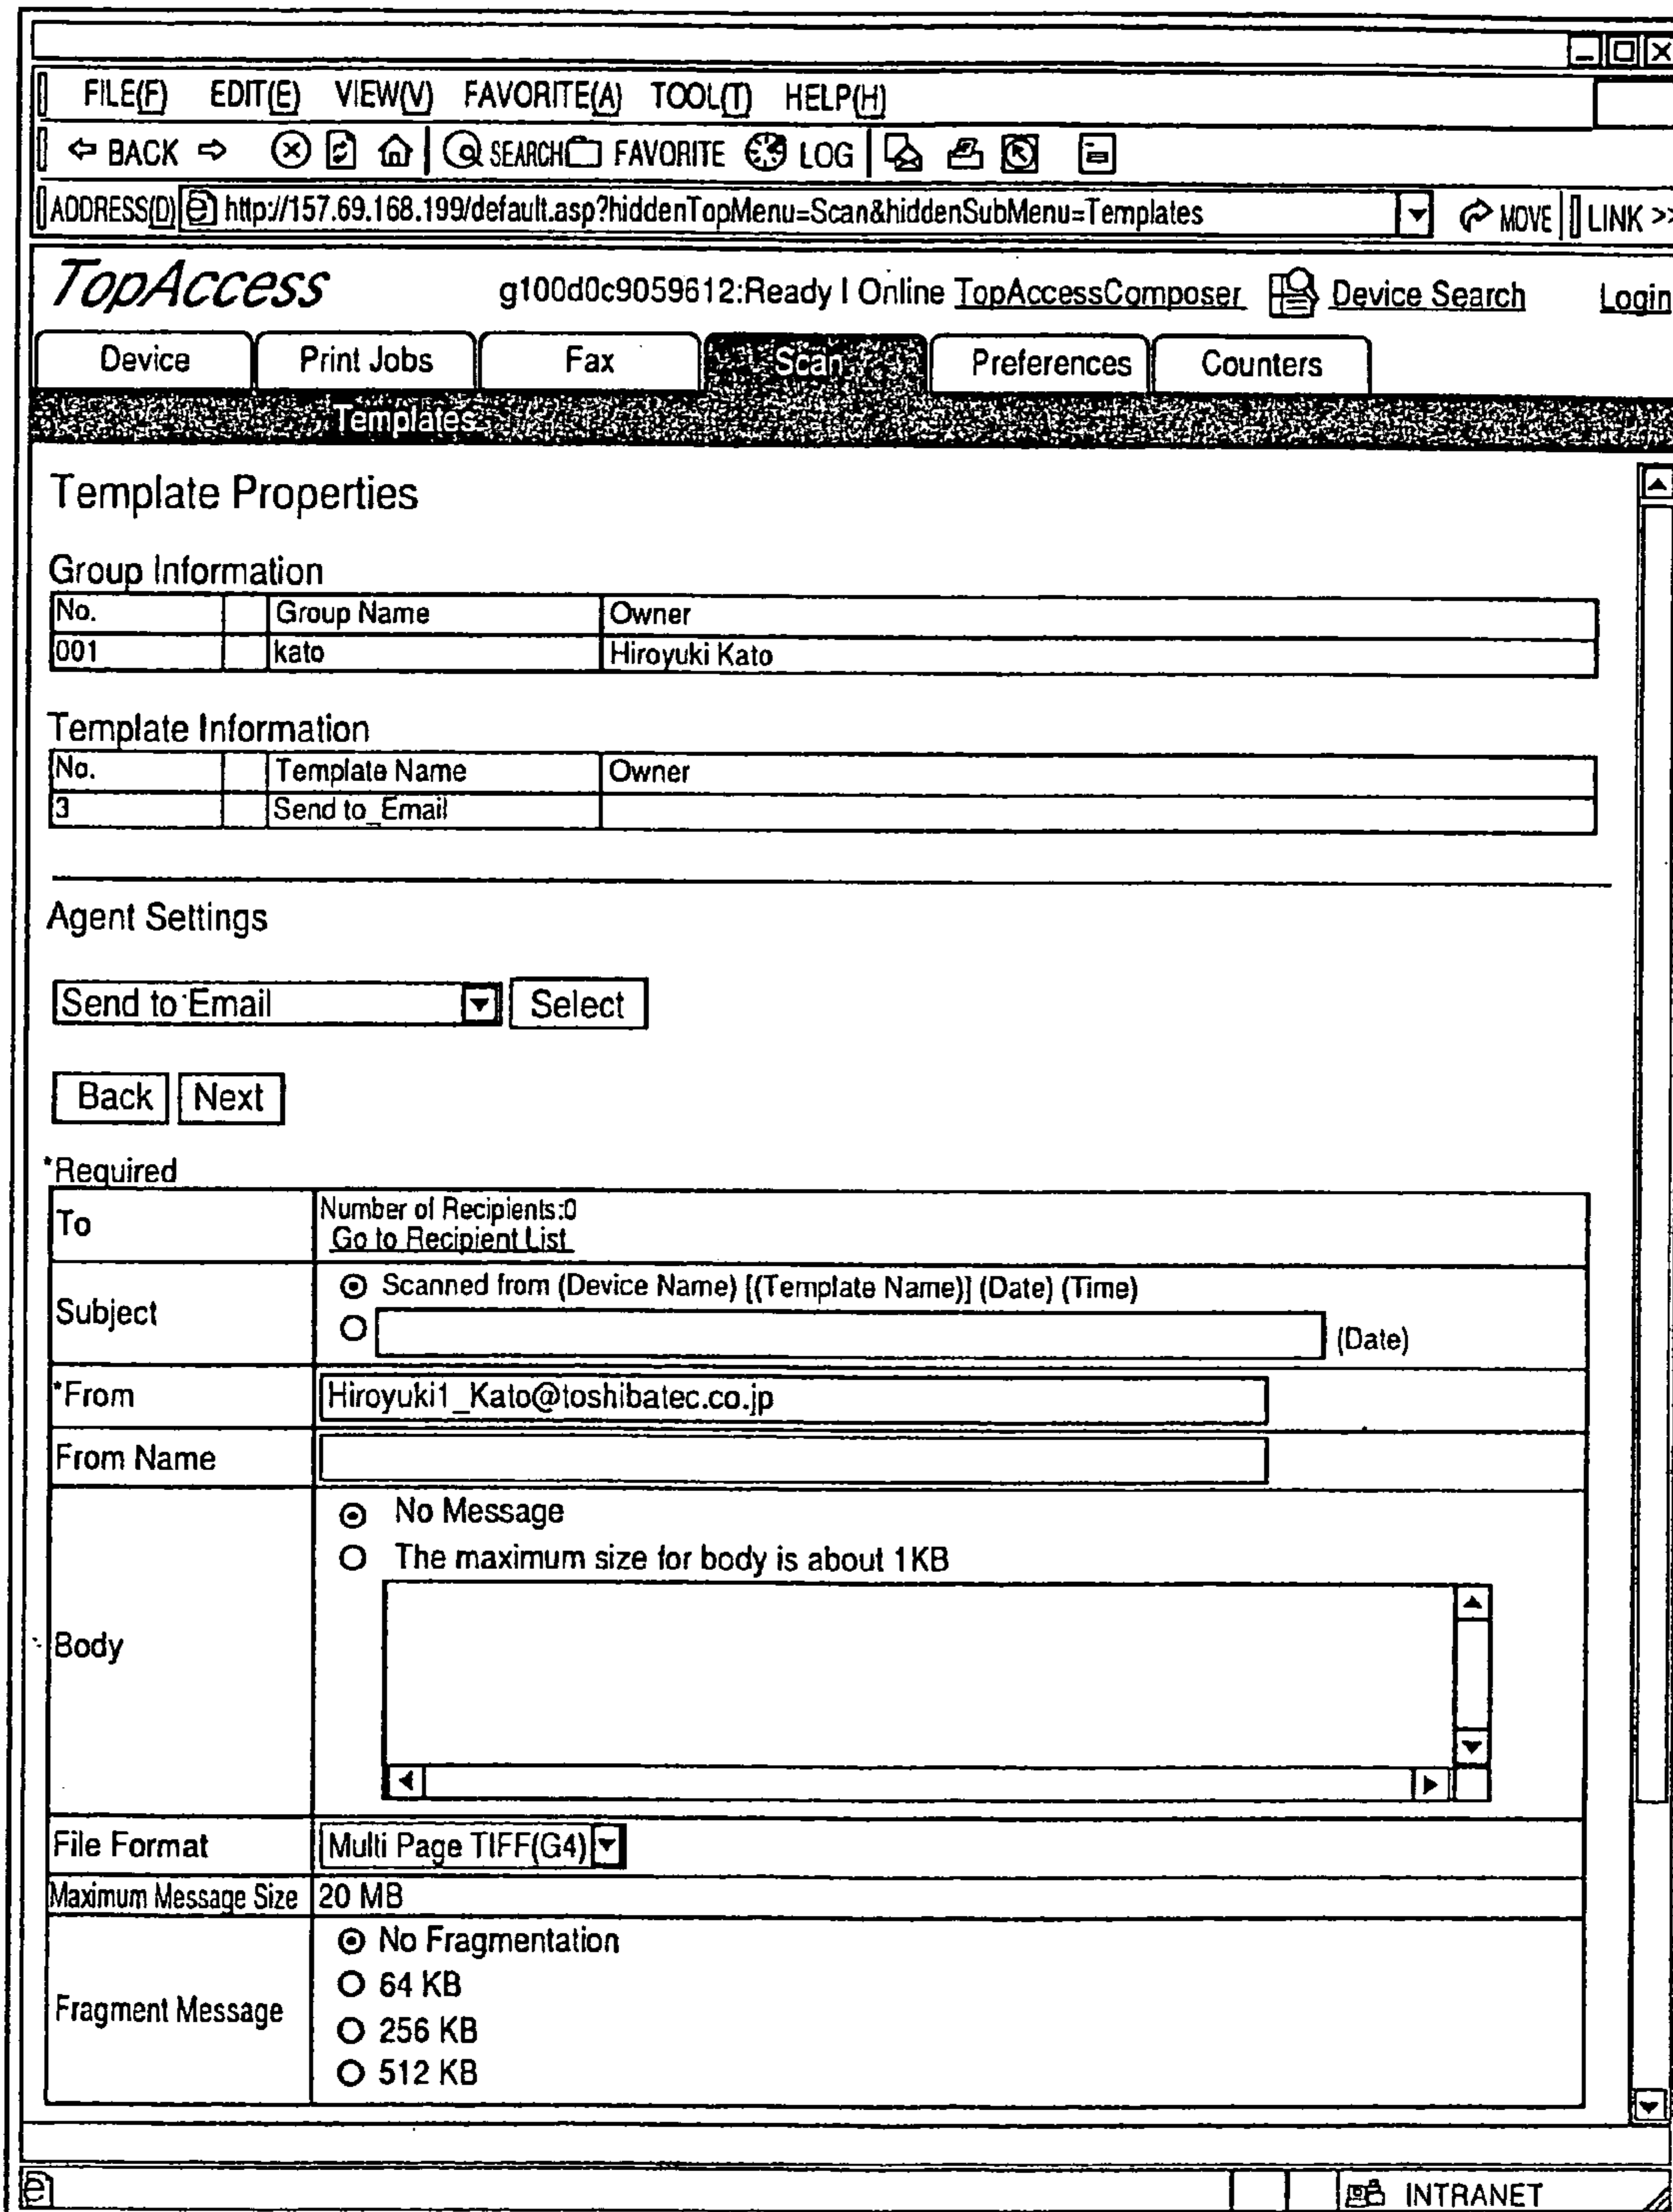 FILE(F) EDIT(E) VIEW(V) FAVORITE(A) TOOL(T) HELP(H)
BACK SEARCH FAVORITE LOG
ADDRESS(D) http://157.69.168.199/default.asp?hiddenTopMenu=Scan&hiddenSubMenu=Templates MOVE LINK >>
TopAccess g100d0c9059612:Ready I Online TopAccessComposer Device Search Login
Device Print Jobs Fax Scan Preferences Counters
Templates
Template Properties
Group Information
No. Group Name Owner
001 kato Hiroyuki Kato
Template Information
No. Template Name Owner
3 Send to_Email
Agent Settings
Send to Email Select
Back Next
*Required
To Number of Recipients:0
Go to Recipient List
Subject Scanned from (Device Name) [(Template Name)] (Date) (Time)
(Date)
*From Hiroyuki1_Kato@toshibatec.co.jp
From Name
Body No Message
The maximum size for body is about 1KB
File Format Multi Page TIFF(G4)
Maximum Message Size 20 MB
Fragment Message No Fragmentation
64 KB
256 KB
512 KB
INTRANET